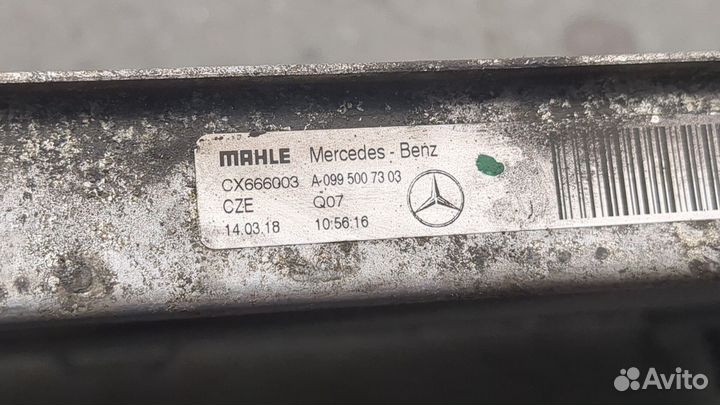 MAHLE Mercedes - Benz
CX666003 A-099 500 73 03
CZE Q07
14.03.18 10:56:16
Avito